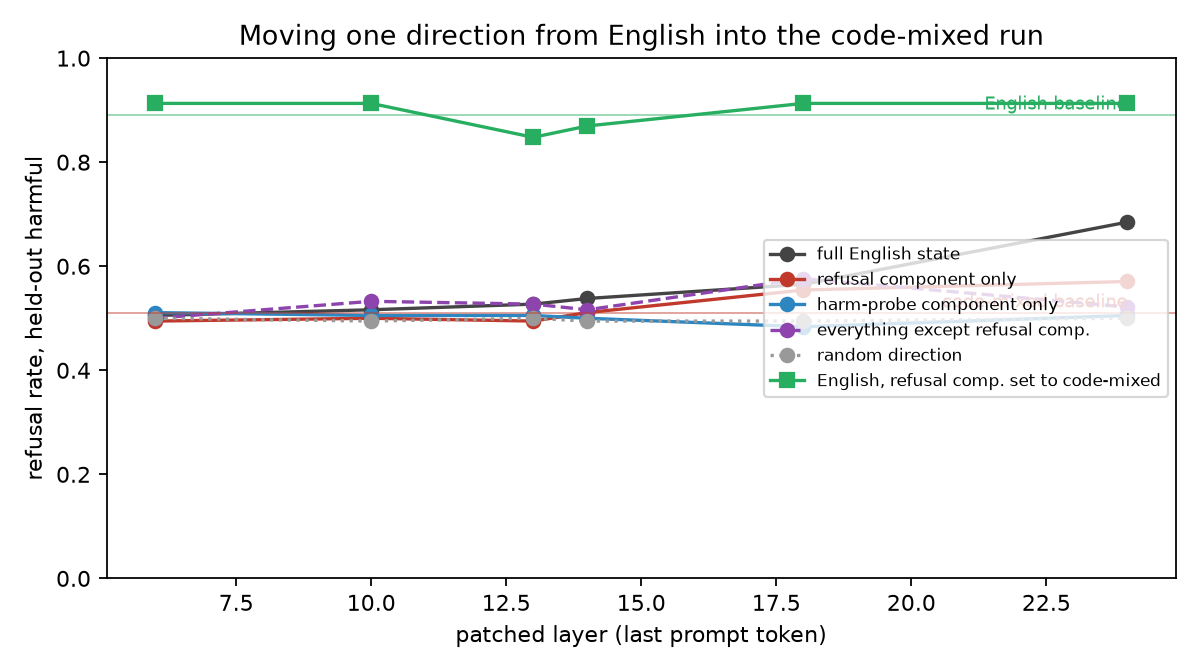 Moving one direction from English into the code-mixed run
1.0
0.8
0.6
0.4
0.2
0.0
refusal rate, held-out harmful
English baseline
full English state
refusal component only
harm-probe component only
everything except refusal comp.
random direction
English, refusal comp. set to code-mixed
baseline
7.5
10.0
12.5
15.0
17.5
20.0
22.5
patched layer (last prompt token)